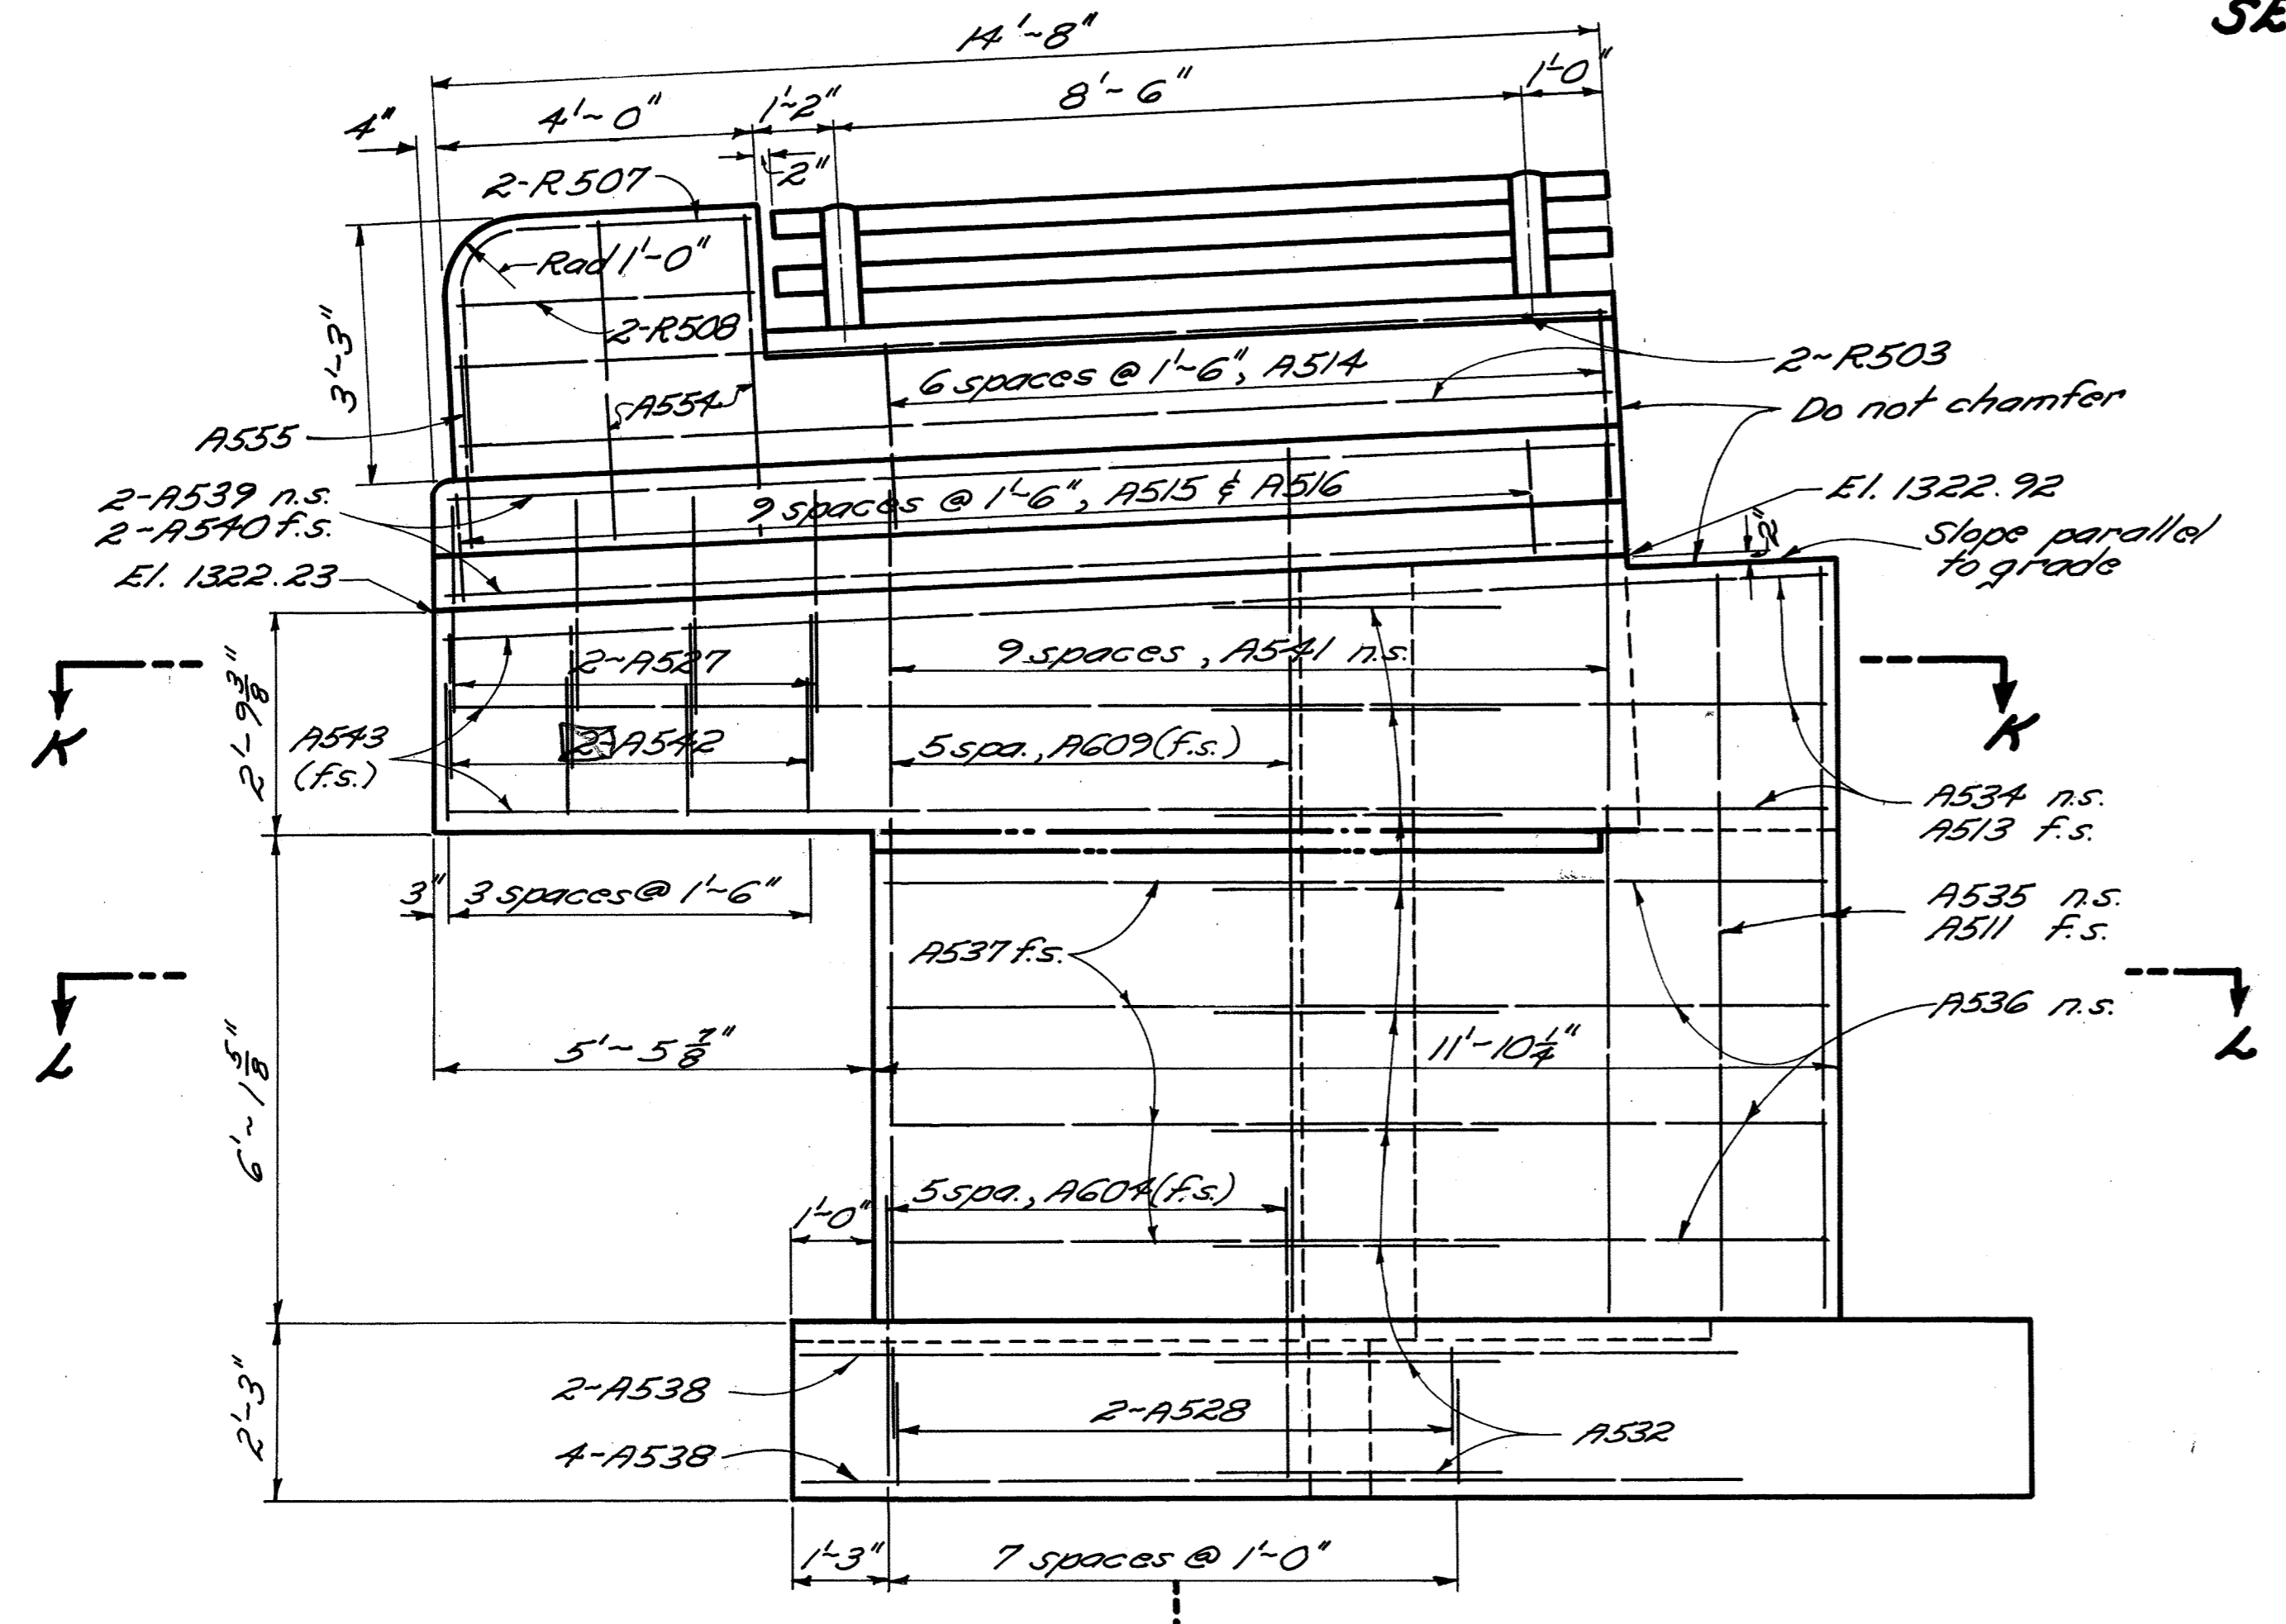 SE
14'~8"
4"
4'~0"
1'~2"
8'~6"
1'~0"
2"
2-R507
Rad 1'~0"
2-R508
3'~3"
6 spaces @ 1'~6", A514
2~R503
A554
Do not chamfer
A555
2-A539 n.s.
2-A540 f.s.
9 spaces @ 1'~6", A515 & A516
El. 1322.92
2"
Slope parallel
to grade
El. 1322.23
2~A527
9 spaces, A541 n.s.
2'~9 3/8"
K
K
A543
(f.s.)
2-A542
5 spa., A609(f.s.)
A534 n.s.
A513 f.s.
3"
3 spaces @ 1'~6"
A535 n.s.
A511 f.s.
A537 f.s.
A536 n.s.
L
L
5'~5 7/8"
11'~10 1/4"
6'~1 5/8"
5 spa., A604(f.s.)
1'~0"
2~A538
2~A528
A532
2'~3"
4-A538
1'~3"
7 spaces @ 1'~0"